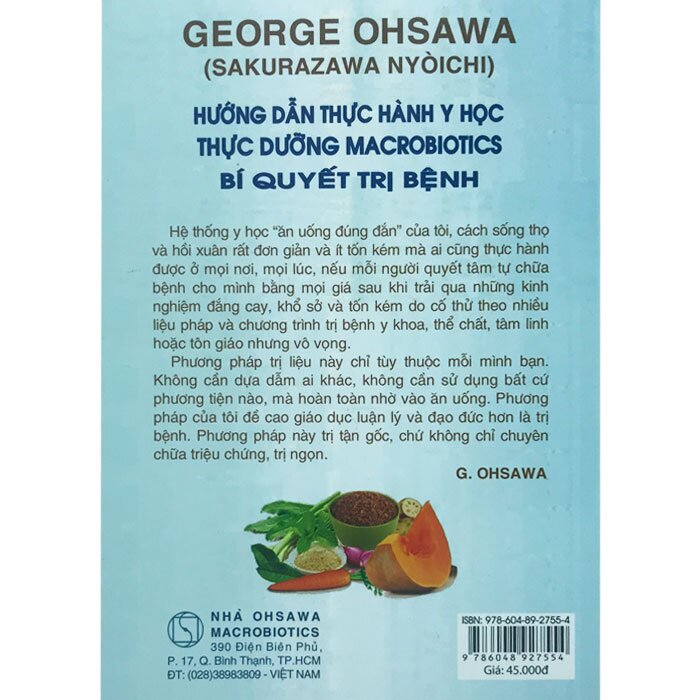 GEORGE OHSAWA
(SAKURAZAWA NYÒICHI)
HƯỚNG DẪN THỰC HÀNH Y HỌC
THỰC DƯỠNG MACROBIOTICS
BÍ QUYẾT TRỊ BỆNH
Hệ thống y học “ăn uống đúng đắn” của tôi, cách sống thọ
và hồi xuân rất đơn giản và ít tốn kém mà ai cũng thực hành
được ở mọi nơi, mọi lúc, nếu mỗi người quyết tâm tự chữa
bệnh cho mình bằng mọi giá sau khi trải qua những kinh
nghiệm đắng cay, khổ sở và tốn kém do cố thử theo nhiều
liệu pháp và chương trình trị bệnh y khoa, thể chất, tâm linh
hoặc tôn giáo nhưng vô vọng.
Phương pháp trị liệu này chỉ tùy thuộc mỗi mình bạn.
Không cần dựa dẫm ai khác, không cần sử dụng bất cứ
phương tiện nào, mà hoàn toàn nhờ vào ăn uống. Phương
pháp của tôi đề cao giáo dục luận lý và đạo đức hơn là trị
bệnh. Phương pháp này trị tận gốc, chứ không chỉ chuyên
chữa triệu chứng, trị ngọn.
G. OHSAWA
NHÀ OHSAWA
MACROBIOTICS
390 Điện Biên Phủ,
P. 17, Q. Bình Thạnh, TP.HCM
ĐT: (028)38983809 - VIỆT NAM
ISBN: 978-604-89-2755-4
9 786048 927554
Giá: 45.000đ